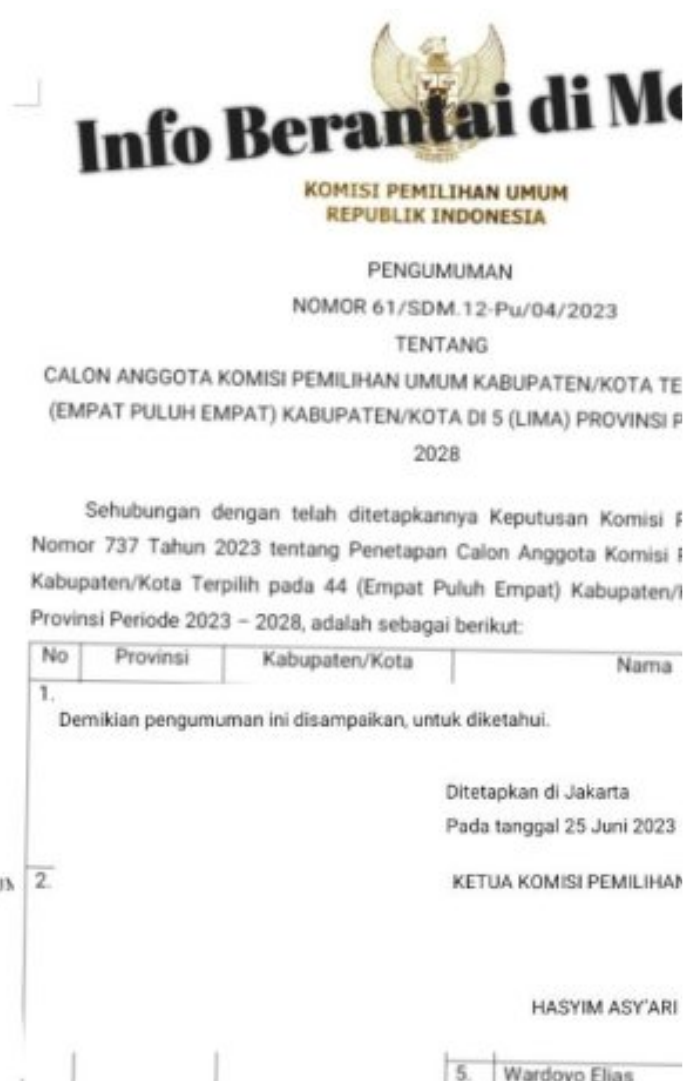 Info Berantai di Me
KOMISI PEMILIHAN UMUM
REPUBLIK INDONESIA
PENGUMUMAN
NOMOR 61/SDM.12-Pu/04/2023
TENTANG
CALON ANGGOTA KOMISI PEMILIHAN UMUM KABUPATEN/KOTA TE
(EMPAT PULUH EMPAT) KABUPATEN/KOTA DI 5 (LIMA) PROVINSI P
2028
Sehubungan dengan telah ditetapkannya Keputusan Komisi P
Nomor 737 Tahun 2023 tentang Penetapan Calon Anggota Komisi P
Kabupaten/Kota Terpilih pada 44 (Empat Puluh Empat) Kabupaten/
Provinsi Periode 2023 – 2028, adalah sebagai berikut:
No Provinsi Kabupaten/Kota Nama
1.
Demikian pengumuman ini disampaikan, untuk diketahui.
Ditetapkan di Jakarta
Pada tanggal 25 Juni 2023
2. KETUA KOMISI PEMILIHAN
HASYIM ASY'ARI
5. Wardoyo Elias